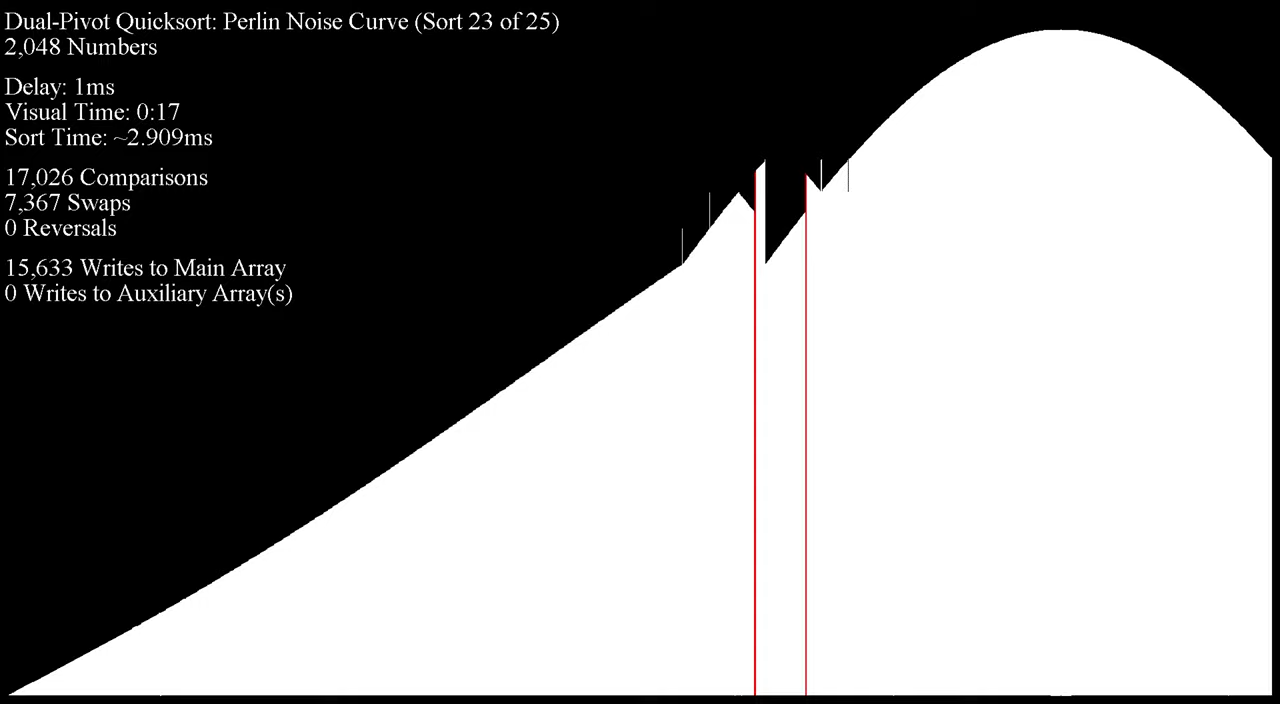 Dual-Pivot Quicksort: Perlin Noise Curve (Sort 23 of 25)
2,048 Numbers
Delay: 1ms
Visual Time: 0:17
Sort Time: ~2.909ms
17,026 Comparisons
7,367 Swaps
0 Reversals
15,633 Writes to Main Array
0 Writes to Auxiliary Array(s)